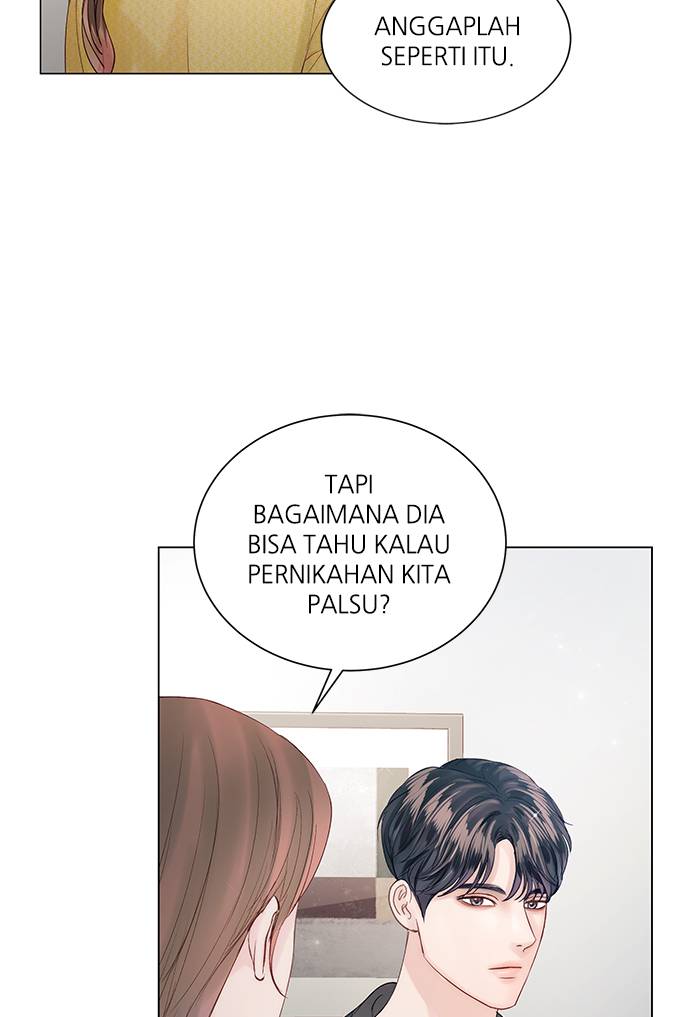 ANGGAPLAH
SEPERTI ITU.
TAPI
BAGAIMANA DIA
BISA TAHU KALAU
PERNIKAHAN KITA
PALSU?